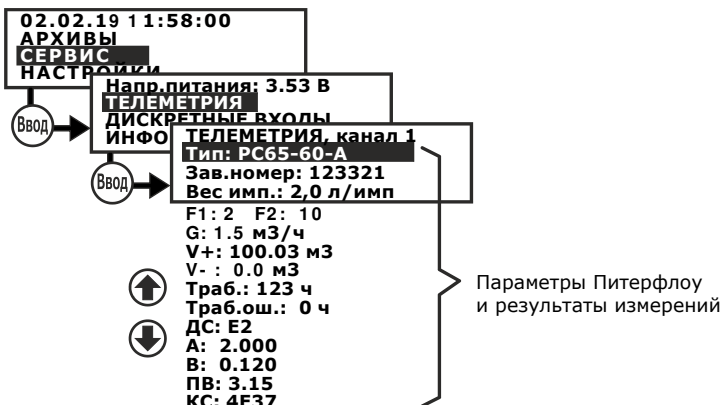 02.02.19 11:58:00
АРХИВЫ
СЕРВИС
НАСТРОЙКИ
Ввод
Напр.питания: 3.53 В
ТЕЛЕМЕТРИЯ
ДИСКРЕТНЫЕ ВХОДЫ
ИНФО
Ввод
ТЕЛЕМЕТРИЯ, канал 1
Тип: РС65-60-А
Зав.номер: 123321
Вес имп.: 2,0 л/имп
F1: 2 F2: 10
G: 1.5 м3/ч
V+: 100.03 м3
V- : 0.0 м3
Траб.: 123 ч
Траб.ош.: 0 ч
ДС: Е2
А: 2.000
В: 0.120
ПВ: 3.15
КС: 4F37
Параметры Питерфлоу
и результаты измерений